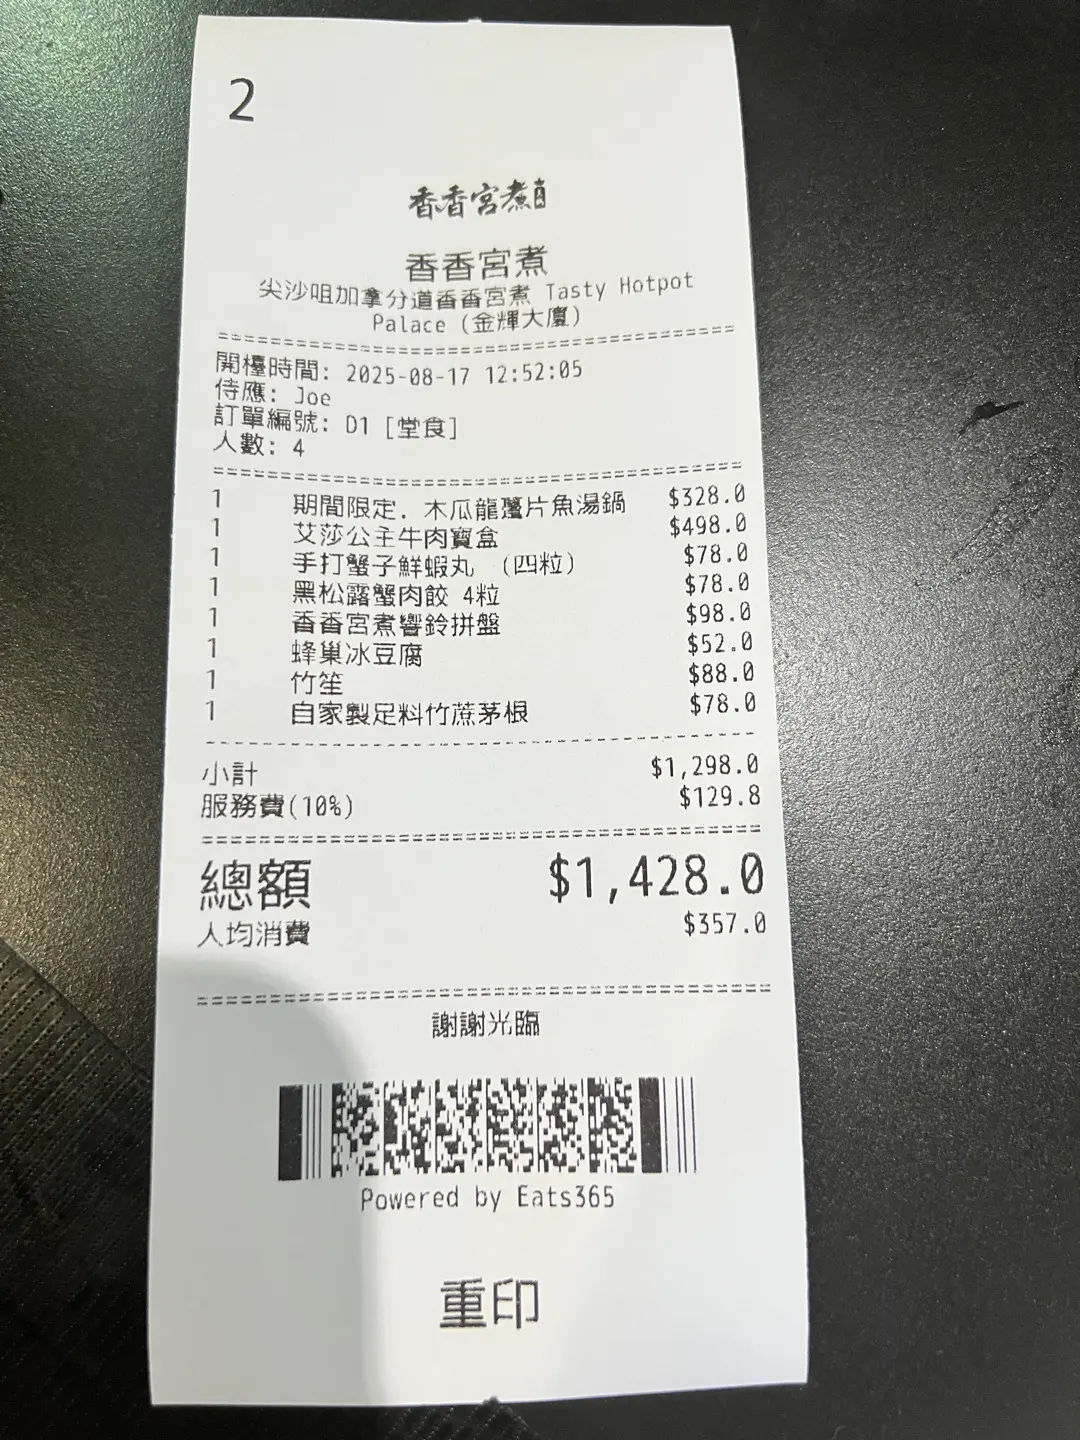 2
香香宮煮
香香宮煮
尖沙咀加拿分道香香宮煮 Tasty Hotpot
Palace (金輝大廈)
開檯時間: 2025-08-17 12:52:05
侍應: Joe
訂單編號: D1 [堂食]
人數: 4
1 期間限定. 木瓜龍躉片魚湯鍋 $328.0
1 艾莎公主牛肉寶盒 $498.0
1 手打蟹子鮮蝦丸 (四粒) $78.0
1 黑松露蟹肉餃 4粒 $78.0
1 香香宮煮響鈴拼盤 $98.0
1 蜂巢冰豆腐 $52.0
1 竹笙 $88.0
1 自家製足料竹蔗茅根 $78.0
小計 $1,298.0
服務費(10%) $129.8
總額 $1,428.0
人均消費 $357.0
謝謝光臨
Powered by Eats365
重印